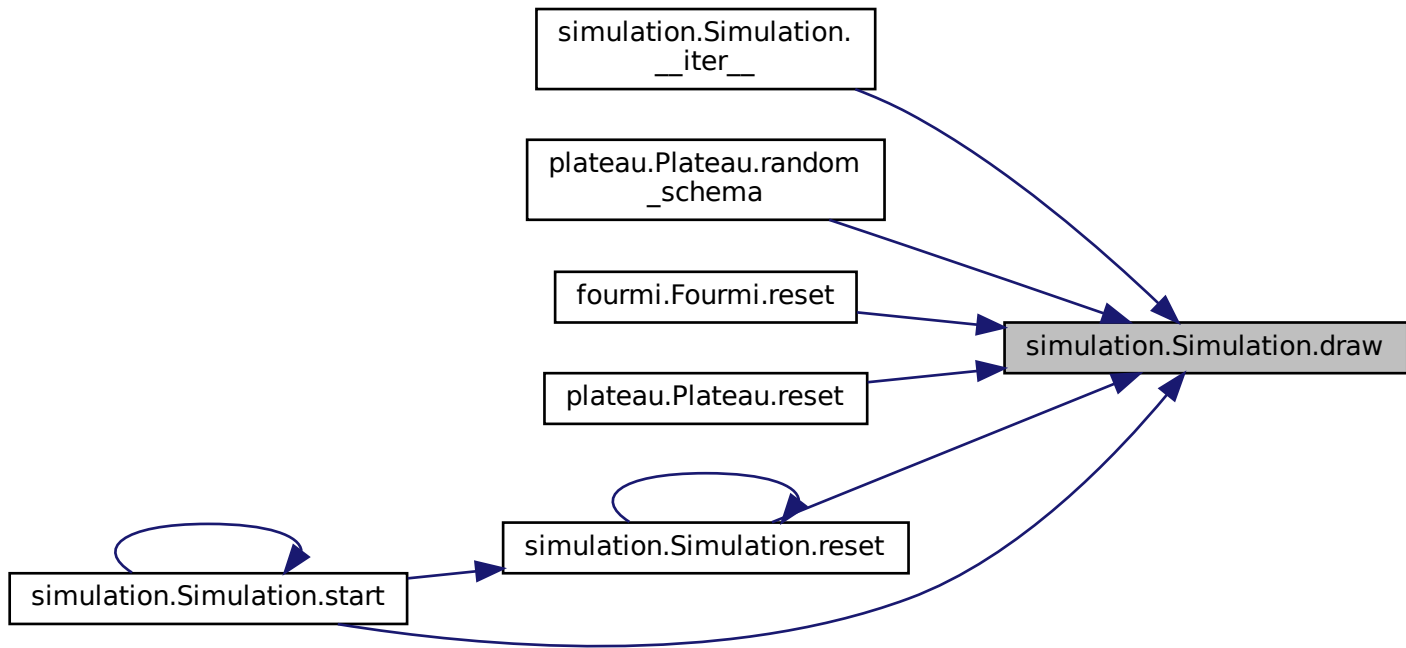 simulation.Simulation.
__iter__
plateau.Plateau.random
_schema
fourmi.Fourmi.reset
simulation.Simulation.draw
plateau.Plateau.reset
simulation.Simulation.reset
simulation.Simulation.start